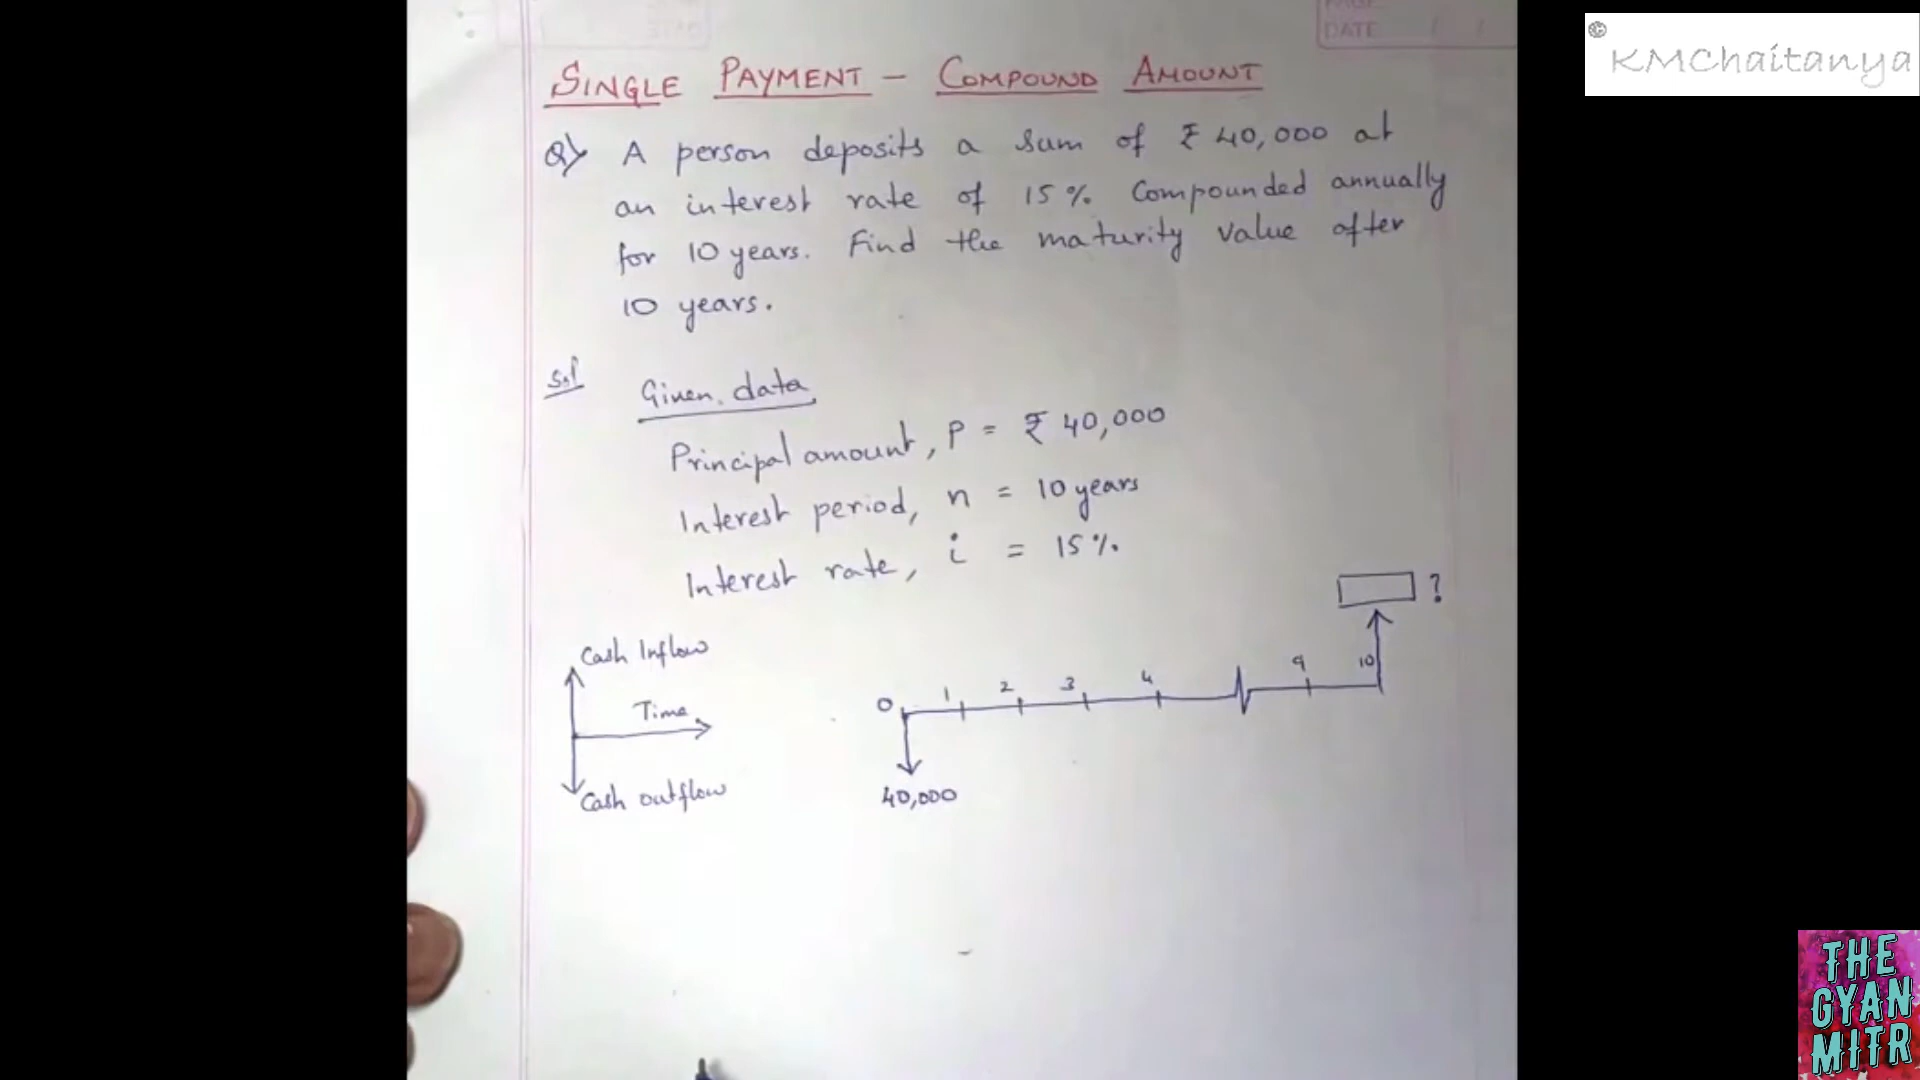 PAGE
DATE
© KMChaitanya
SINGLE PAYMENT - COMPOUND AMOUNT
Q) A person deposits a sum of ₹ 40,000 at
an interest rate of 15% Compounded annually
for 10 years. Find the maturity value after
10 years.
Sol
Given data
Principal amount, P = ₹ 40,000
Interest period, n = 10 years
Interest rate, i = 15%
?
Cash Inflow
Time
Cash outflow
0 1 2 3 4 9 10
40,000
THE
GYAN
MITR